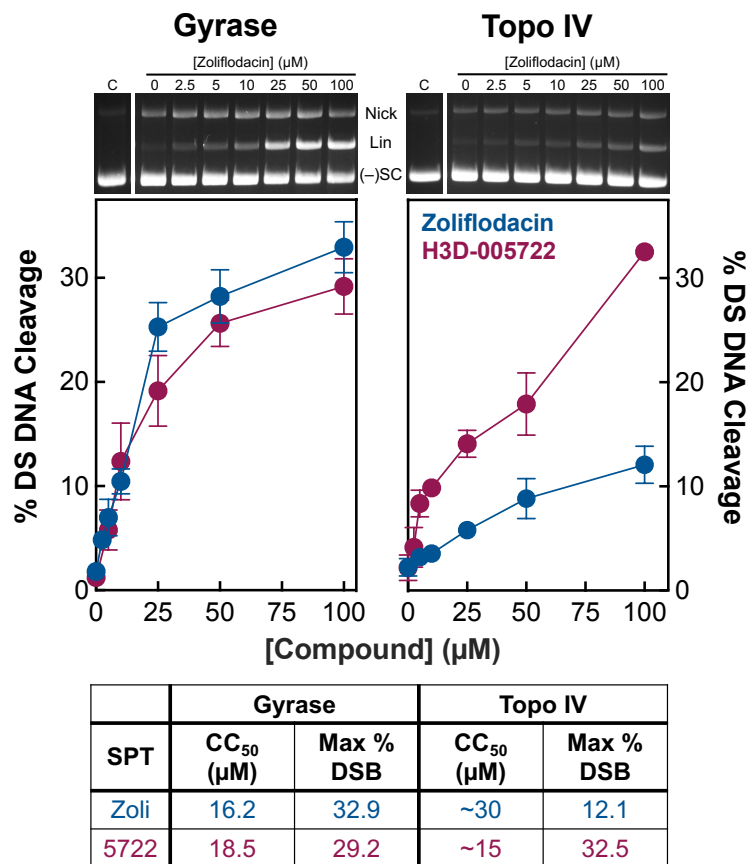 Gyrase
Topo IV
[Zoliflodacin] (µM)
[Zoliflodacin] (µM)
C 0 2.5 5 10 25 50 100
C 0 2.5 5 10 25 50 100
Nick
Lin
(–)SC
Zoliflodacin
H3D-005722
% DS DNA Cleavage
30
20
10
0
0 25 50 75 100
0 25 50 75 100
30
20
10
0
% DS DNA Cleavage
[Compound] (µM)
Gyrase Topo IV
SPT CC50 (µM) Max % DSB CC50 (µM) Max % DSB
Zoli 16.2 32.9 ~30 12.1
5722 18.5 29.2 ~15 32.5